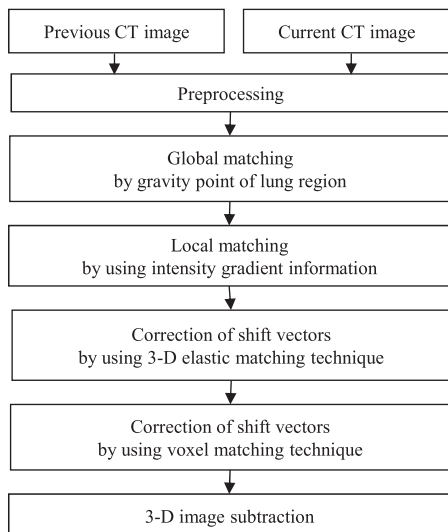 Previous CT image
Current CT image
Preprocessing
Global matching
by gravity point of lung region
Local matching
by using intensity gradient information
Correction of shift vectors
by using 3-D elastic matching technique
Correction of shift vectors
by using voxel matching technique
3-D image subtraction